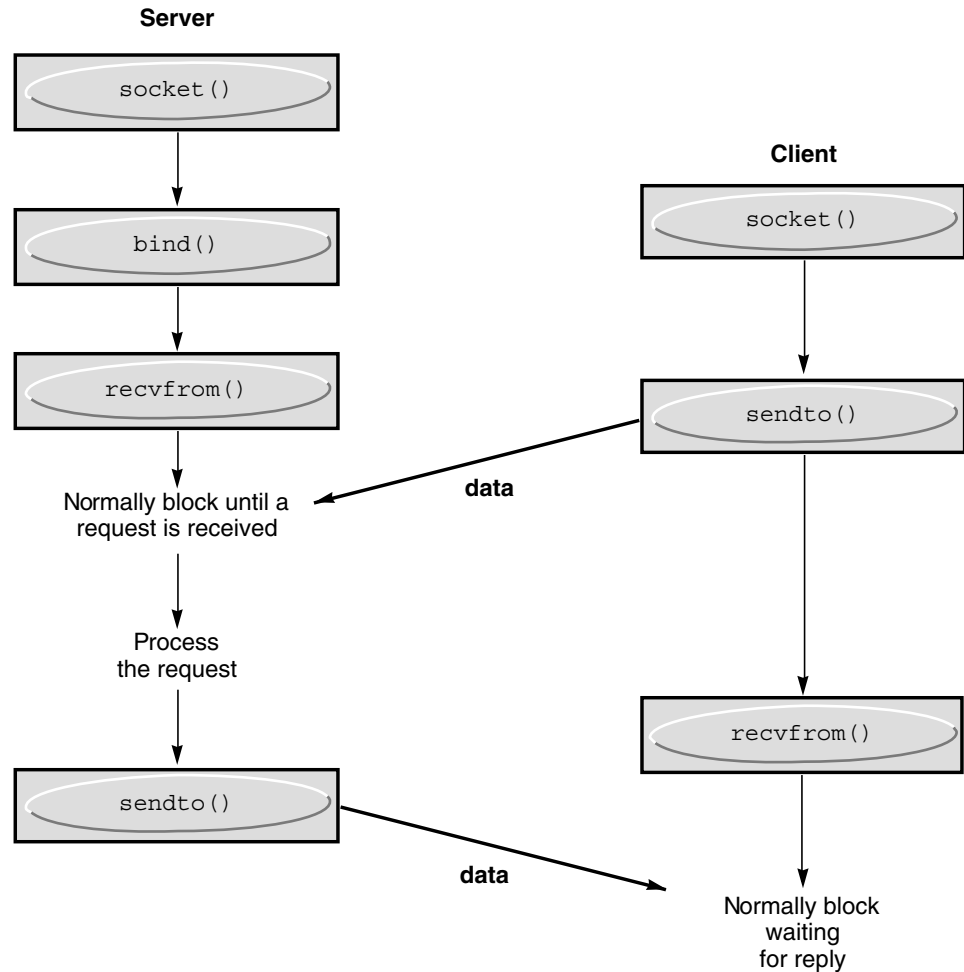 Server
socket()
bind()
recvfrom()
Normally block until a
request is received
Process
the request
sendto()
data
data
Client
socket()
sendto()
recvfrom()
Normally block
waiting
for reply